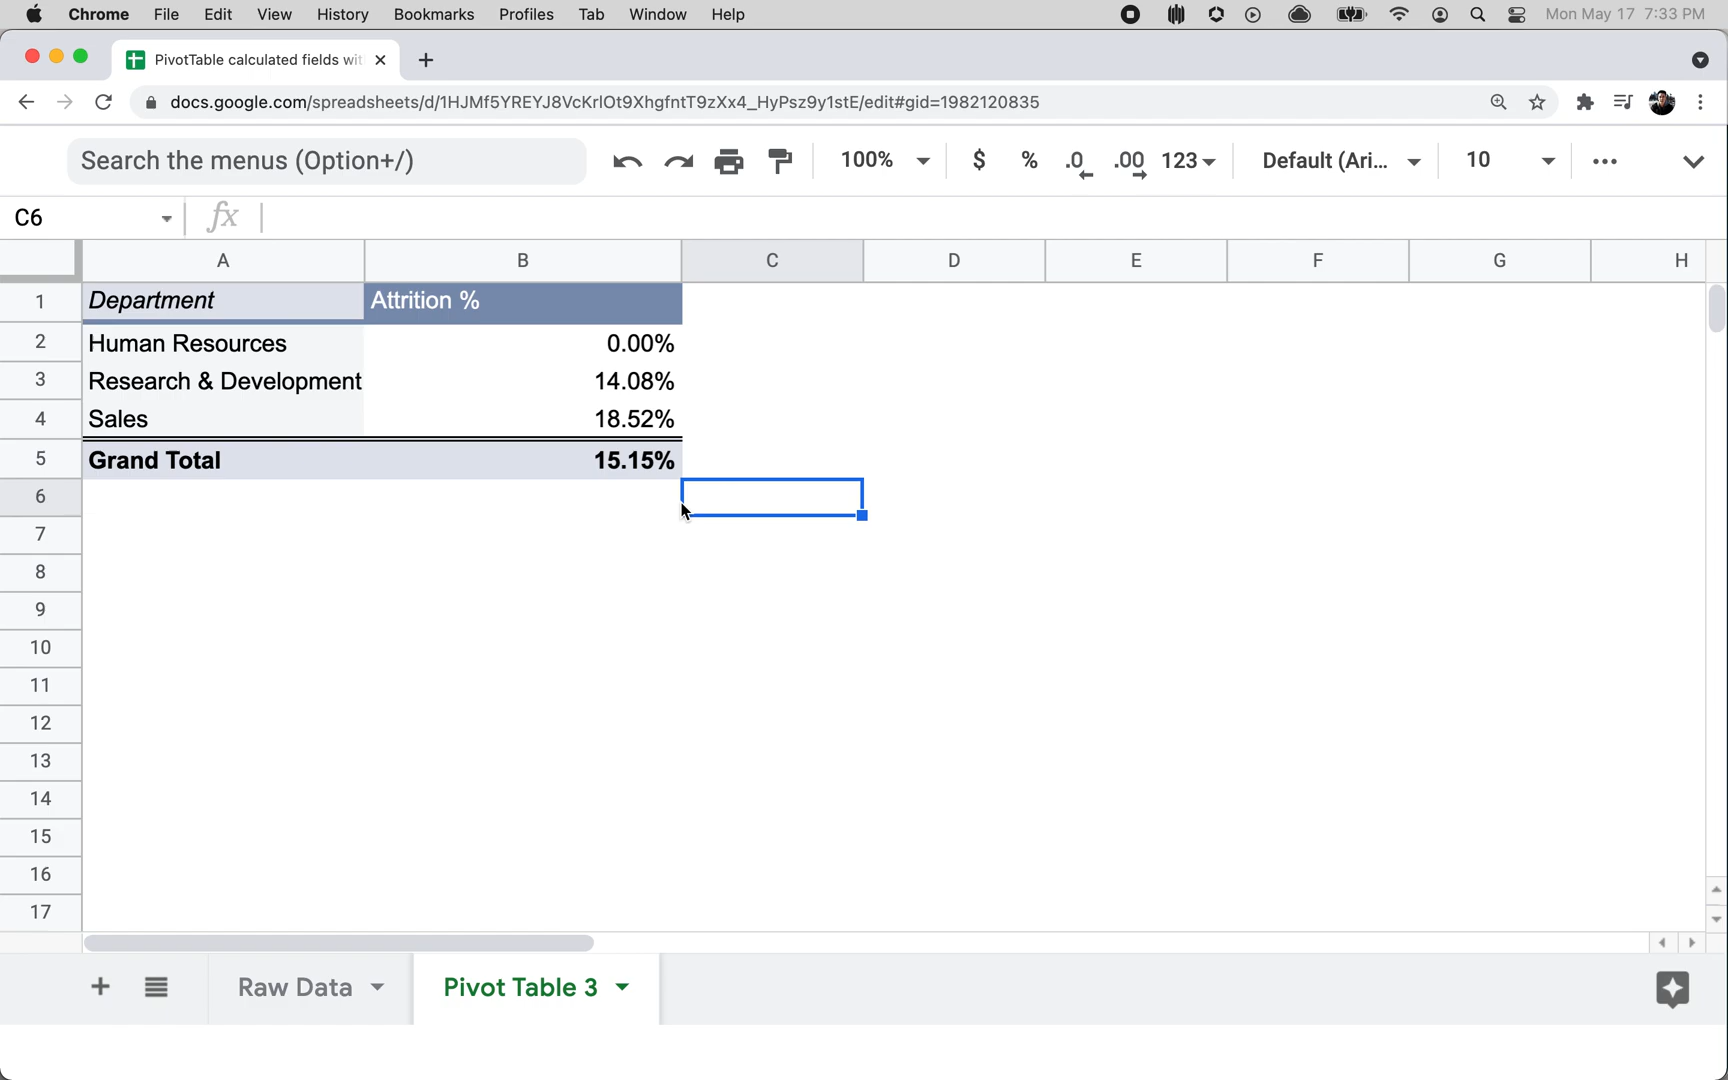 Chrome File Edit View History Bookmarks Profiles Tab Window Help Mon May 17 7:33 PM
PivotTable calculated fields wit
docs.google.com/spreadsheets/d/1HJMf5YREYJ8VcKrIOt9XhgfntT9zXx4_HyPsz9y1stE/edit#gid=1982120835
Search the menus (Option+/) 100% $ % .0 .00 123 Default (Ari... 10
C6 fx
A B C D E F G H
1 Department Attrition %
2 Human Resources 0.00%
3 Research & Development 14.08%
4 Sales 18.52%
5 Grand Total 15.15%
6
7
8
9
10
11
12
13
14
15
16
17
Raw Data Pivot Table 3